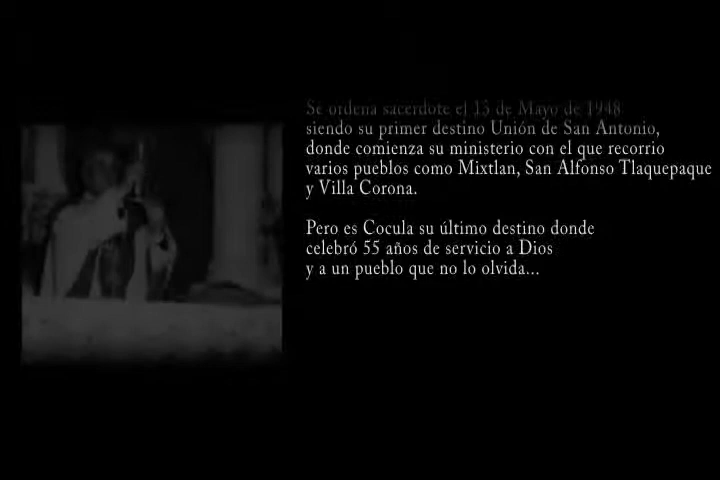 Se ordena sacerdote el 15 de Mayo de 1948
siendo su primer destino Unión de San Antonio,
donde comienza su ministerio con el que recorrio
varios pueblos como Mixtlan, San Alfonso Tlaquepaque
y Villa Corona.
Pero es Cocula su último destino donde
celebró 55 años de servicio a Dios
y a un pueblo que no lo olvida...